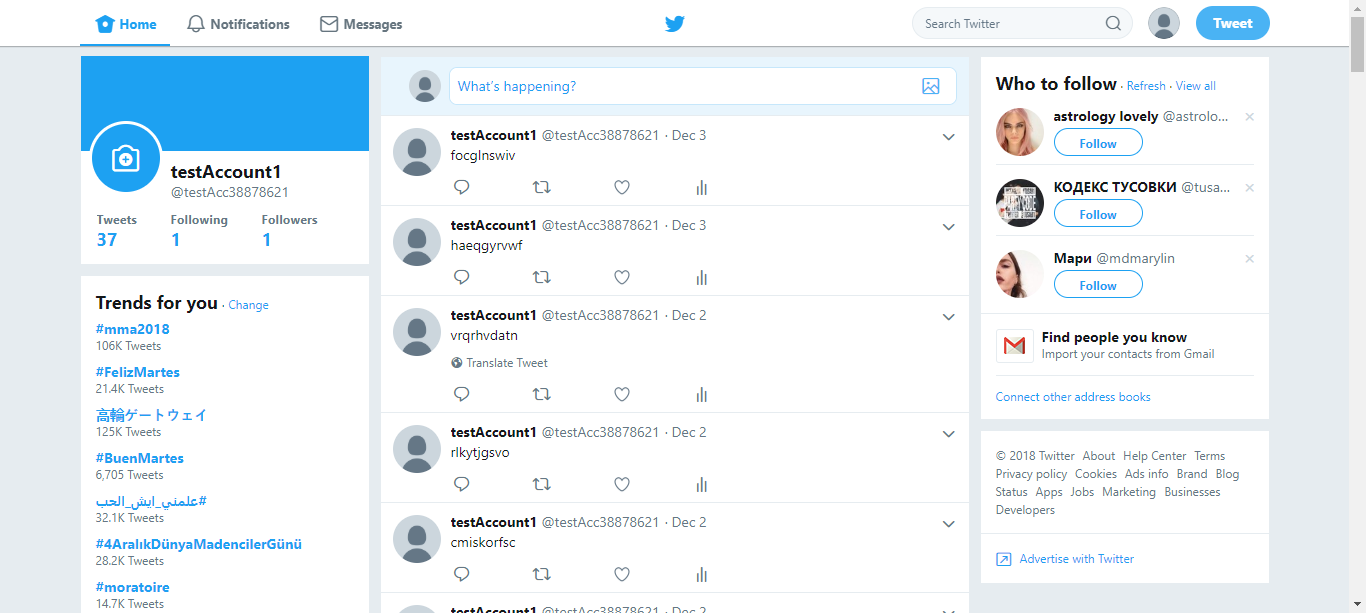 Home Notifications Messages Search Twitter Tweet
testAccount1
@testAcc38878621
Tweets Following Followers
37 1 1
Trends for you · Change
#mma2018
106K Tweets
#FelizMartes
21.4K Tweets
高輪ゲートウェイ
125K Tweets
#BuenMartes
6,705 Tweets
#علمني_ايش_الحب
32.1K Tweets
#4AralıkDünyaMadencilerGünü
28.2K Tweets
#moratoire
14.7K Tweets
What's happening?
testAccount1 @testAcc38878621 · Dec 3
focglnswiv
testAccount1 @testAcc38878621 · Dec 3
haeqgyrvwf
testAccount1 @testAcc38878621 · Dec 2
vrqrhvdatn
Translate Tweet
testAccount1 @testAcc38878621 · Dec 2
rlkytjgsvo
testAccount1 @testAcc38878621 · Dec 2
cmiskorfsc
testAccount1 @testAcc38878621 · Dec 2
Who to follow · Refresh · View all
astrology lovely @astrolo...
Follow
КОДЕКС ТУСОВКИ @tusa...
Follow
Мари @mdmarylin
Follow
Find people you know
Import your contacts from Gmail
Connect other address books
© 2018 Twitter About Help Center Terms
Privacy policy Cookies Ads info Brand Blog
Status Apps Jobs Marketing Businesses
Developers
Advertise with Twitter